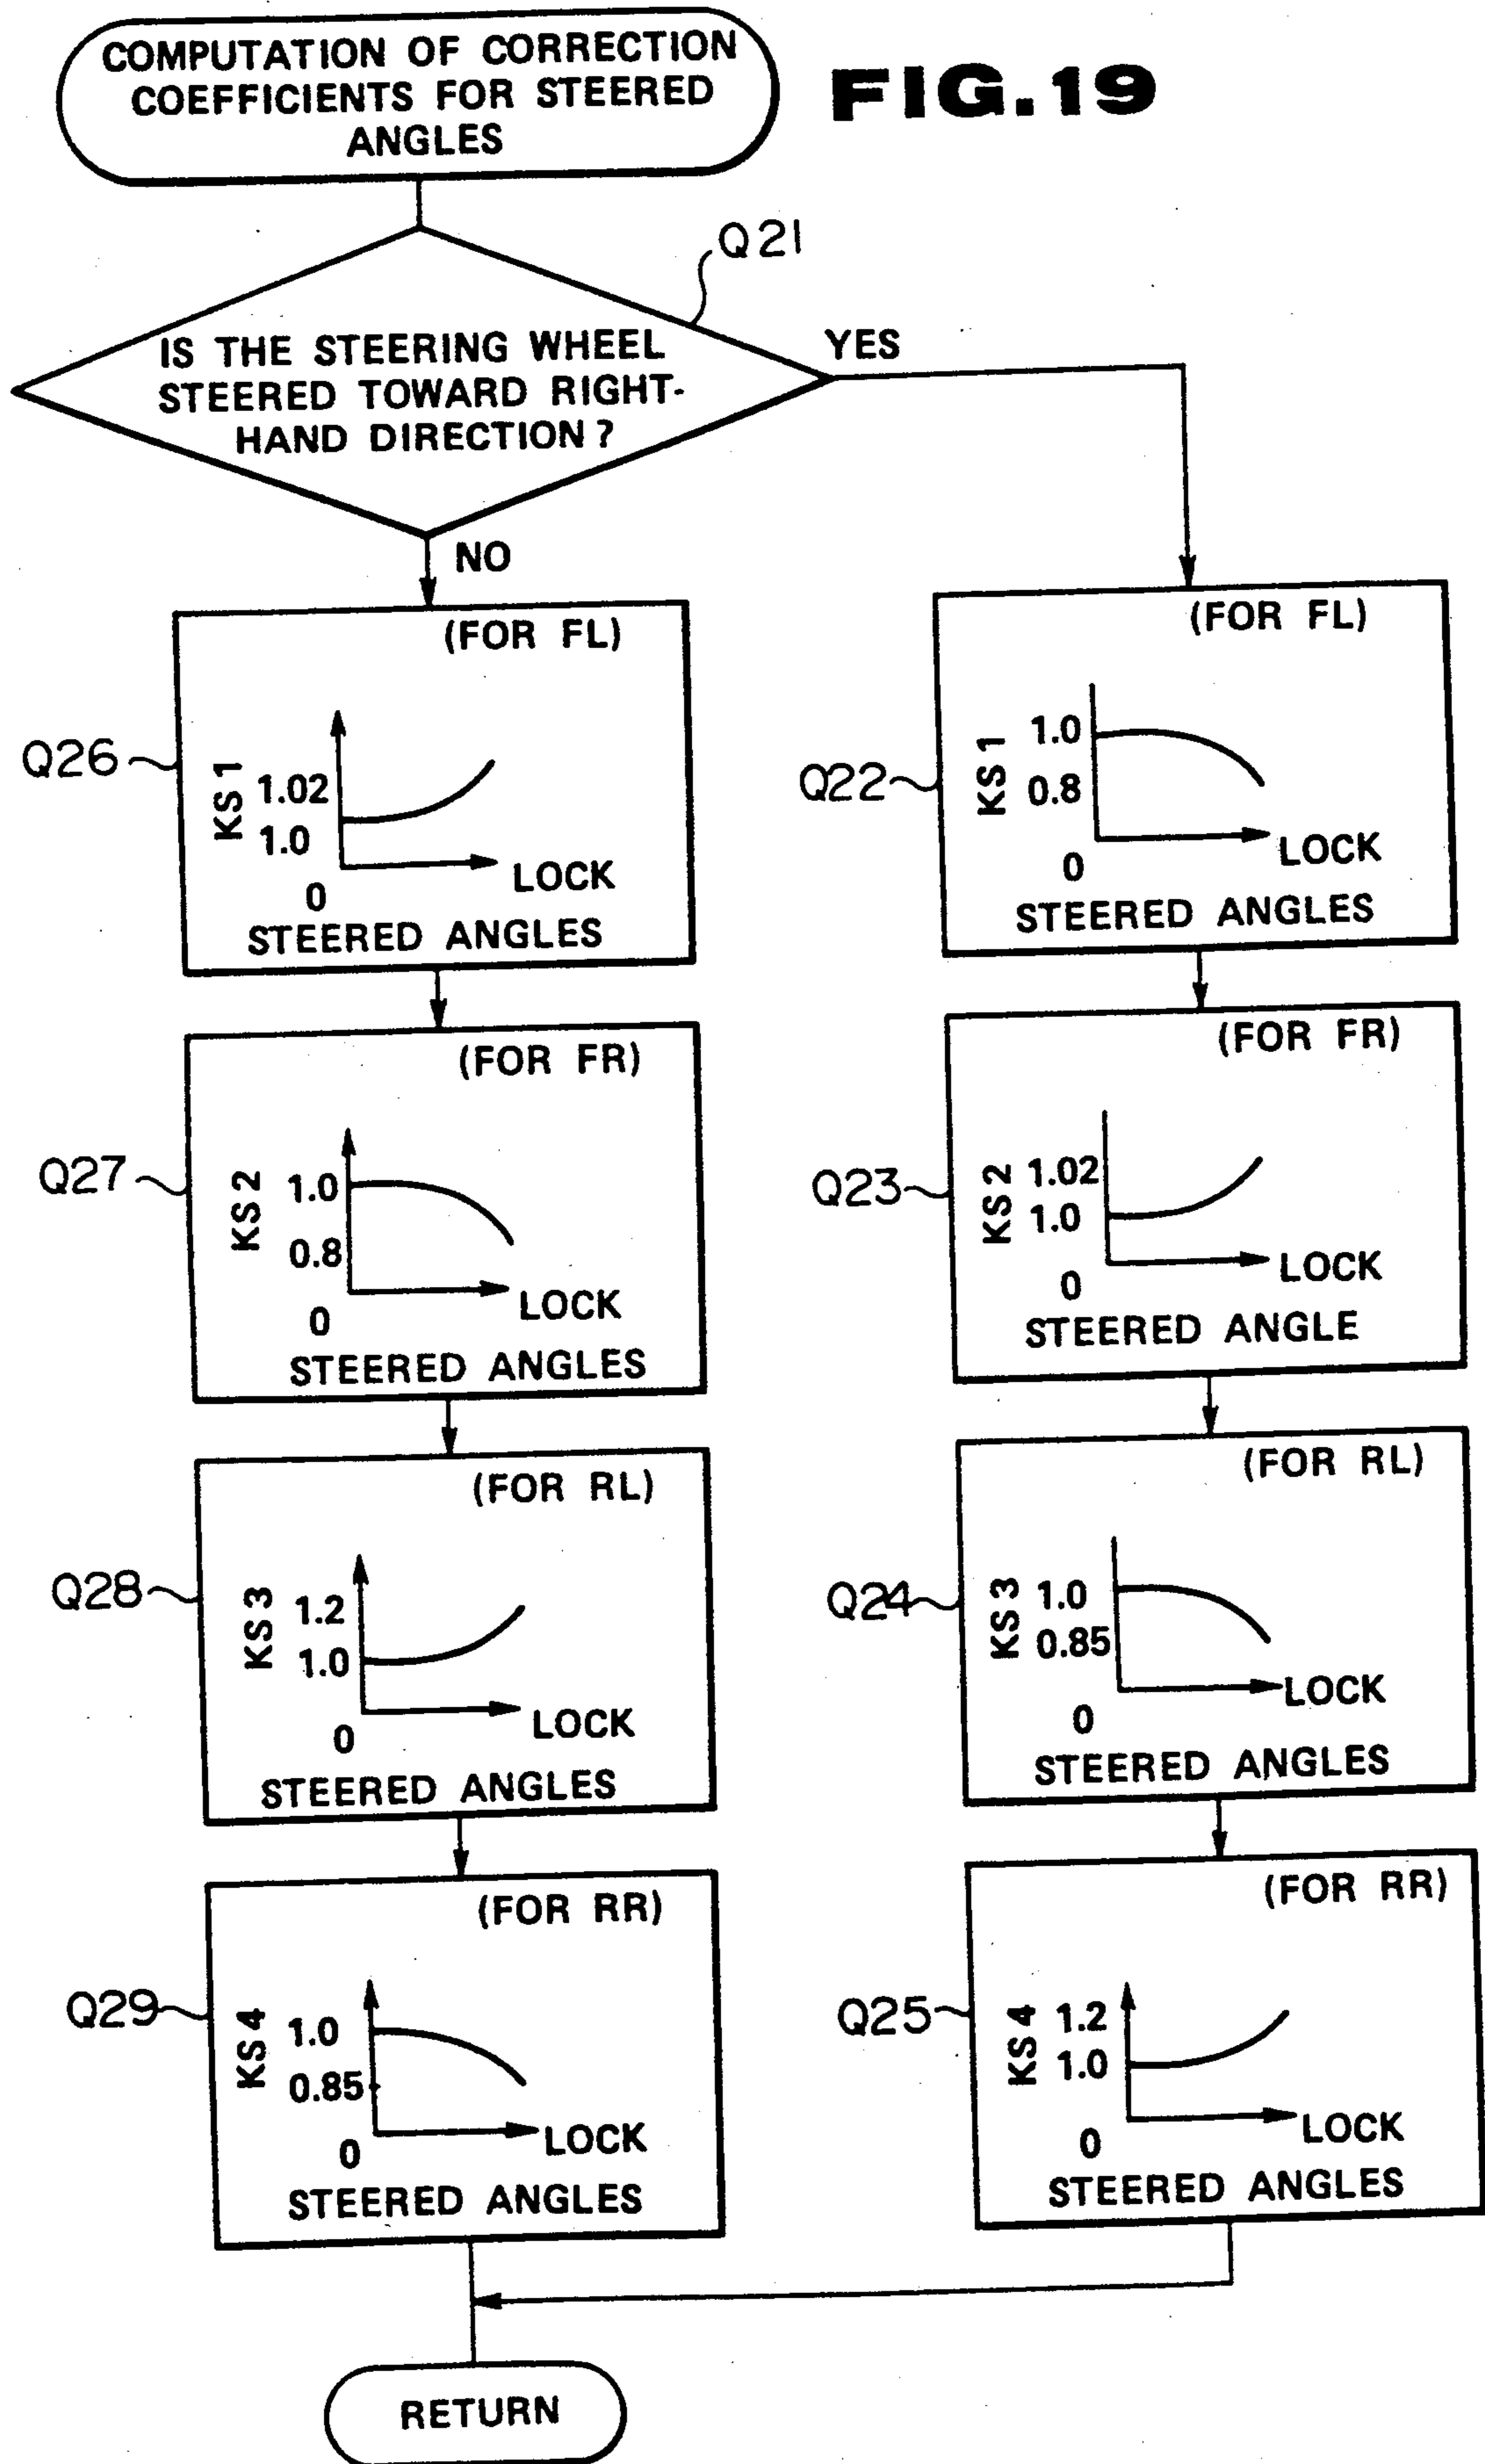 COMPUTATION OF CORRECTION
COEFFICIENTS FOR STEERED
ANGLES
FIG.19
Q21
IS THE STEERING WHEEL
STEERED TOWARD RIGHT-
HAND DIRECTION?
YES
NO
(FOR FL)
Q26
KS1
1.02
1.0
0
LOCK
STEERED ANGLES
(FOR FR)
Q27
KS2
1.0
0.8
0
LOCK
STEERED ANGLES
(FOR RL)
Q28
KS3
1.2
1.0
0
LOCK
STEERED ANGLES
(FOR RR)
Q29
KS4
1.0
0.85
0
LOCK
STEERED ANGLES
(FOR FL)
Q22
KS1
1.0
0.8
0
LOCK
STEERED ANGLES
(FOR FR)
Q23
KS2
1.02
1.0
0
LOCK
STEERED ANGLE
(FOR RL)
Q24
KS3
1.0
0.85
0
LOCK
STEERED ANGLES
(FOR RR)
Q25
KS4
1.2
1.0
0
LOCK
STEERED ANGLES
RETURN